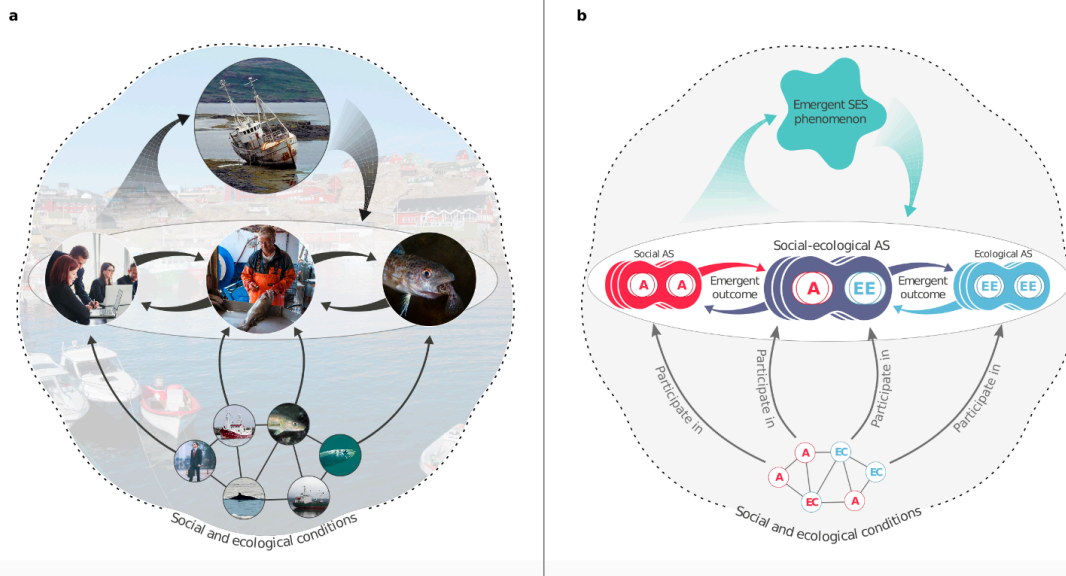 a
Social and ecological conditions
b
Emergent SES
phenomenon
Social-ecological AS
Social AS
Ecological AS
A
A
Emergent
outcome
A
EE
Emergent
outcome
EE
EE
Participate in
Participate in
Participate in
Participate in
A
EC
A
EC
EC
A
Social and ecological conditions